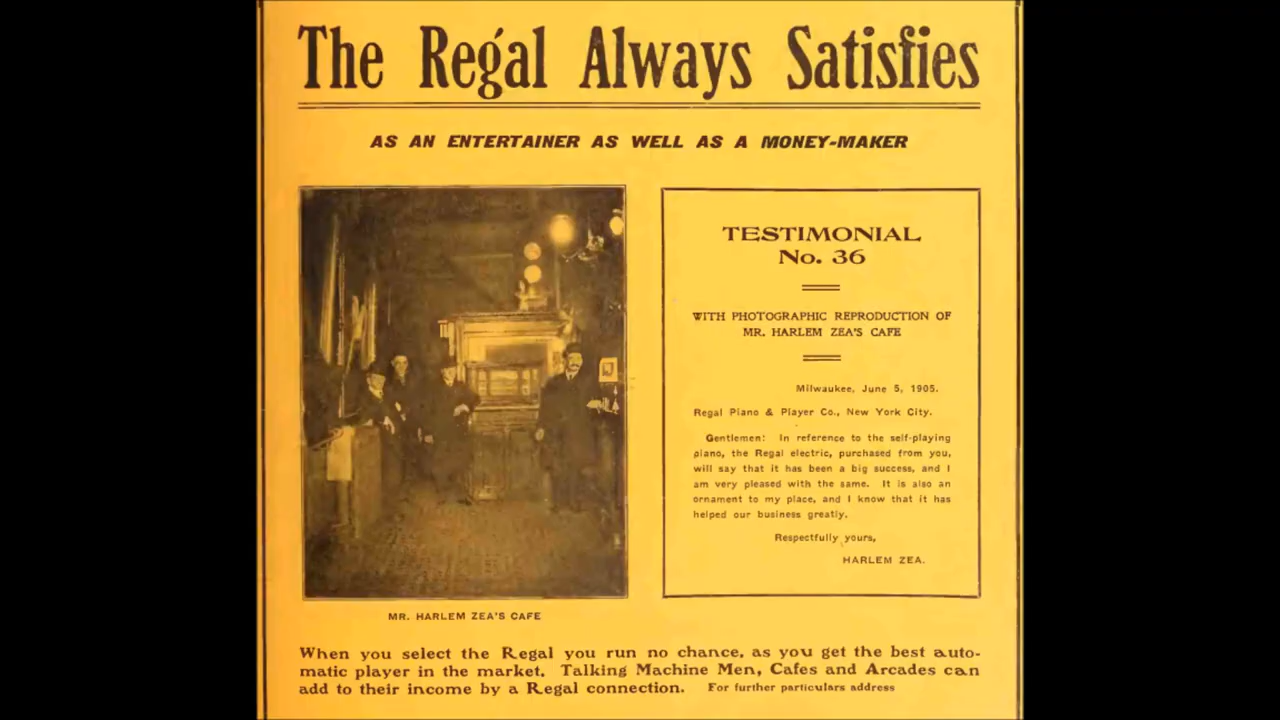 The Regal Always Satisfies
AS AN ENTERTAINER AS WELL AS A MONEY-MAKER
TESTIMONIAL
No. 36
WITH PHOTOGRAPHIC REPRODUCTION OF
MR. HARLEM ZEA'S CAFE
Milwaukee, June 5, 1905.
Regal Piano & Player Co., New York City.
Gentlemen: In reference to the self-playing
piano, the Regal electric, purchased from you,
will say that it has been a big success, and I
am very pleased with the same. It is also an
ornament to my place, and I know that it has
helped our business greatly.
Respectfully yours,
HARLEM ZEA.
MR. HARLEM ZEA'S CAFE
When you select the Regal you run no chance, as you get the best auto-
matic player in the market. Talking Machine Men, Cafes and Arcades can
add to their income by a Regal connection. For further particulars address